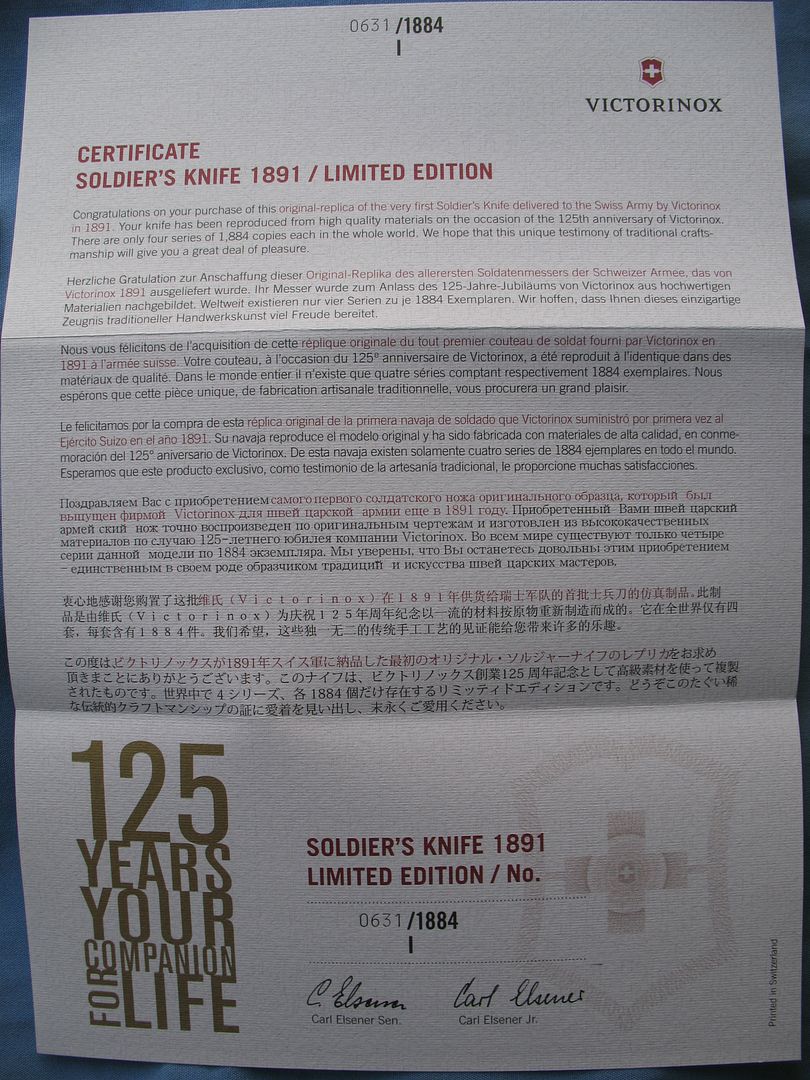 0631/1884
I
VICTORINOX
CERTIFICATE
SOLDIER'S KNIFE 1891 / LIMITED EDITION
Congratulations on your purchase of this original-replica of the very first Soldier's Knife delivered to the Swiss Army by Victorinox
in 1891. Your knife has been reproduced from high quality materials on the occasion of the 125th anniversary of Victorinox.
There are only four series of 1,884 copies each in the whole world. We hope that this unique testimony of traditional crafts-
manship will give you a great deal of pleasure.
Herzliche Gratulation zur Anschaffung dieser Original-Replika des allerersten Soldatenmessers der Schweizer Armee, das von
Victorinox 1891 ausgeliefert wurde. Ihr Messer wurde zum Anlass des 125-Jahre-Jubiläums von Victorinox aus hochwertigen
Materialien nachgebildet. Weltweit existieren nur vier Serien zu je 1884 Exemplaren. Wir hoffen, dass Ihnen dieses einzigartige
Zeugnis traditioneller Handwerkskunst viel Freude bereitet.
Nous vous félicitons de l'acquisition de cette réplique originale du tout premier couteau de soldat fourni par Victorinox en
1891 à l'armée suisse. Votre couteau, à l'occasion du 125e anniversaire de Victorinox, a été reproduit à l'identique dans des
matériaux de qualité. Dans le monde entier il n'existe que quatre séries comptant respectivement 1884 exemplaires. Nous
espérons que cette pièce unique, de fabrication artisanale traditionnelle, vous procurera un grand plaisir.
Le felicitamos por la compra de esta réplica original de la primera navaja de soldado que Victorinox suministró por primera vez al
Ejército Suizo en el año 1891. Su navaja reproduce el modelo original y ha sido fabricada con materiales de alta calidad, en conme-
moración del 125° aniversario de Victorinox. De esta navaja existen solamente cuatro series de 1884 ejemplares en todo el mundo.
Esperamos que este producto exclusivo, como testimonio de la artesanía tradicional, le proporcione muchas satisfacciones.
Поздравляем Вас с приобретением самого первого солдатского ножа оригинального образца, который был
выпущен фирмой Victorinox для швей царской армии еще в 1891 году. Приобретенный Вами швей царский
армей ский нож точно воспроизведен по оригинальным чертежам и изготовлен из высококачественных
материалов по случаю 125-летнего юбилея компании Victorinox. Во всем мире существуют только четыре
серии данной модели по 1884 экземпляра. Мы уверены, что Вы останетесь довольны этим приобретением
– единственным в своем роде образчиком традиций и искусства швей царских мастеров.
衷心地感谢您购置了这批维氏（Victorinox）在1891年供货给瑞士军队的首批士兵刀的仿真制品。此制
品是由维氏（Victorinox）为庆祝125年周年纪念以一流的材料按原物重新制造而成的。它在全世界仅有四
套，每套含有1884件。我们希望，这些独一无二的传统手工工艺的见证能给您带来许多的乐趣。
この度はビクトリノックスが1891年スイス軍に納品した最初のオリジナル・ソルジャーナイフのレプリカをお求め
頂きまことにありがとうございます。このナイフは、ビクトリノックス創業125 周年記念として高級素材を使って複製
されたものです。世界中で4シリーズ、各1884個だけ存在するリミッティドエディションです。どうぞこのたぐい稀
な伝統的クラフトマンシップの証に愛着を見い出し、末永くご愛用ください。
125
YEARS
YOUR
COMPANION
FOR LIFE
SOLDIER'S KNIFE 1891
LIMITED EDITION / No.
0631/1884
I
C. Elsener Carl Elsener
Carl Elsener Sen. Carl Elsener Jr.
Printed in Switzerland